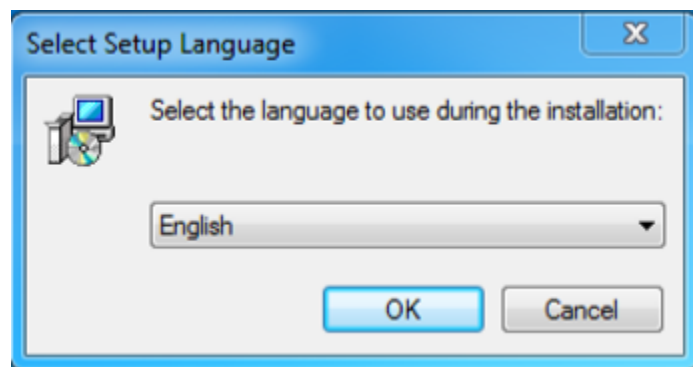 Select Setup Language
Select the language to use during the installation:
English
OK
Cancel